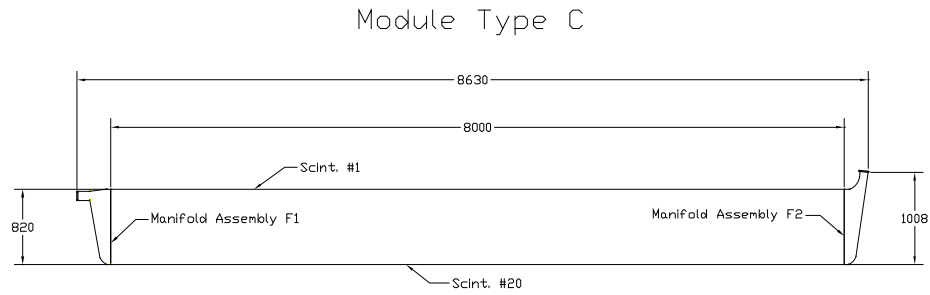 Module Type C
8630
8000
Scint. #1
Manifold Assembly F1
Manifold Assembly F2
820
1008
Scint. #20